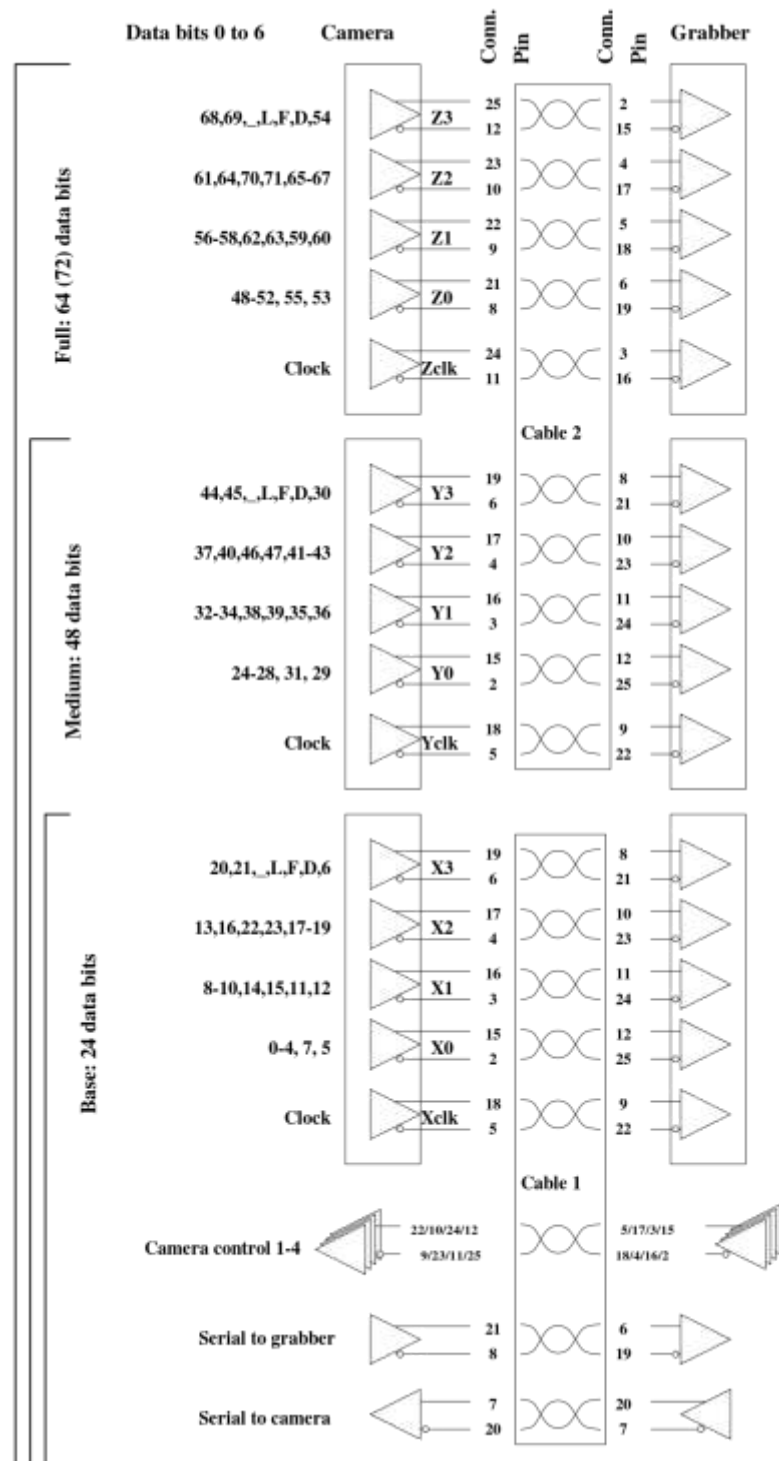 Data bits 0 to 6 Camera Conn. Pin Conn. Pin Grabber
Full: 64 (72) data bits
25 2
68,69,_,L,F,D,54 Z3
12 15
23 4
61,64,70,71,65-67 Z2
10 17
22 5
56-58,62,63,59,60 Z1
9 18
21 6
48-52, 55, 53 Z0
8 19
24 3
Clock Zclk
11 16
Cable 2
Medium: 48 data bits
19 8
44,45,_,L,F,D,30 Y3
6 21
17 10
37,40,46,47,41-43 Y2
4 23
16 11
32-34,38,39,35,36 Y1
3 24
15 12
24-28, 31, 29 Y0
2 25
18 9
Clock Yclk
5 22
Base: 24 data bits
19 8
20,21,_,L,F,D,6 X3
6 21
17 10
13,16,22,23,17-19 X2
4 23
16 11
8-10,14,15,11,12 X1
3 24
15 12
0-4, 7, 5 X0
2 25
18 9
Clock Xclk
5 22
Cable 1
22/10/24/12 5/17/3/15
Camera control 1-4
9/23/11/25 18/4/16/2
21 6
Serial to grabber
8 19
7 20
Serial to camera
20 7